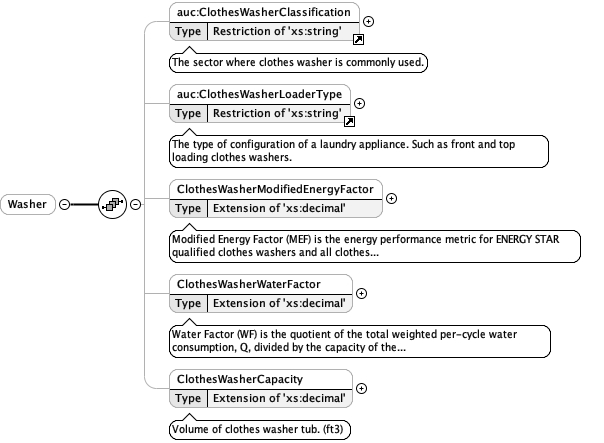 auc:ClothesWasherClassification
Type Restriction of 'xs:string'
The sector where clothes washer is commonly used.
auc:ClothesWasherLoaderType
Type Restriction of 'xs:string'
The type of configuration of a laundry appliance. Such as front and top
loading clothes washers.
ClothesWasherModifiedEnergyFactor
Type Extension of 'xs:decimal'
Washer
Modified Energy Factor (MEF) is the energy performance metric for ENERGY STAR
qualified clothes washers and all clothes...
ClothesWasherWaterFactor
Type Extension of 'xs:decimal'
Water Factor (WF) is the quotient of the total weighted per-cycle water
consumption, Q, divided by the capacity of the...
ClothesWasherCapacity
Type Extension of 'xs:decimal'
Volume of clothes washer tub. (ft3)